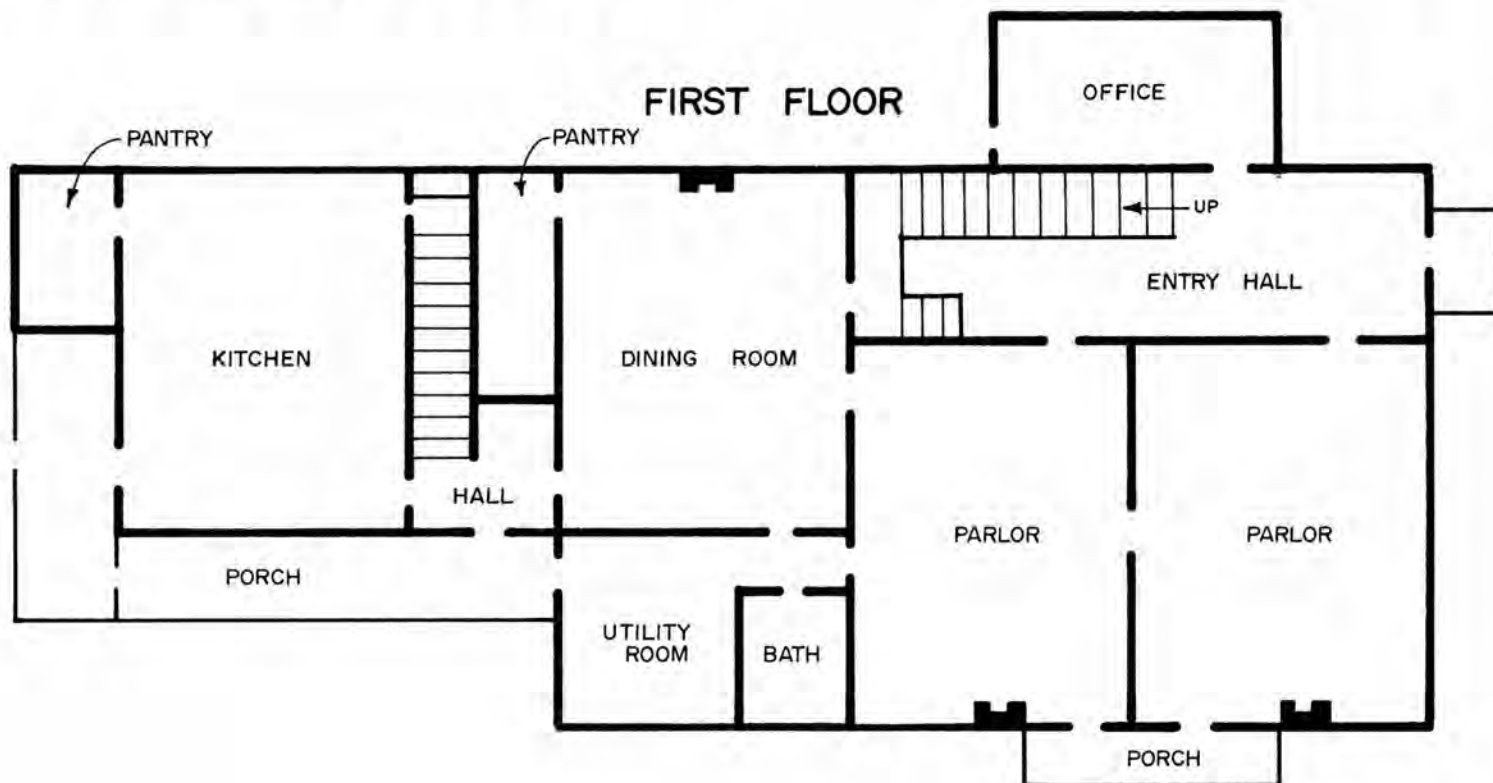 FIRST FLOOR
OFFICE
PANTRY
PANTRY
UP
ENTRY HALL
KITCHEN
DINING ROOM
HALL
PARLOR
PARLOR
PORCH
UTILITY
ROOM
BATH
PORCH